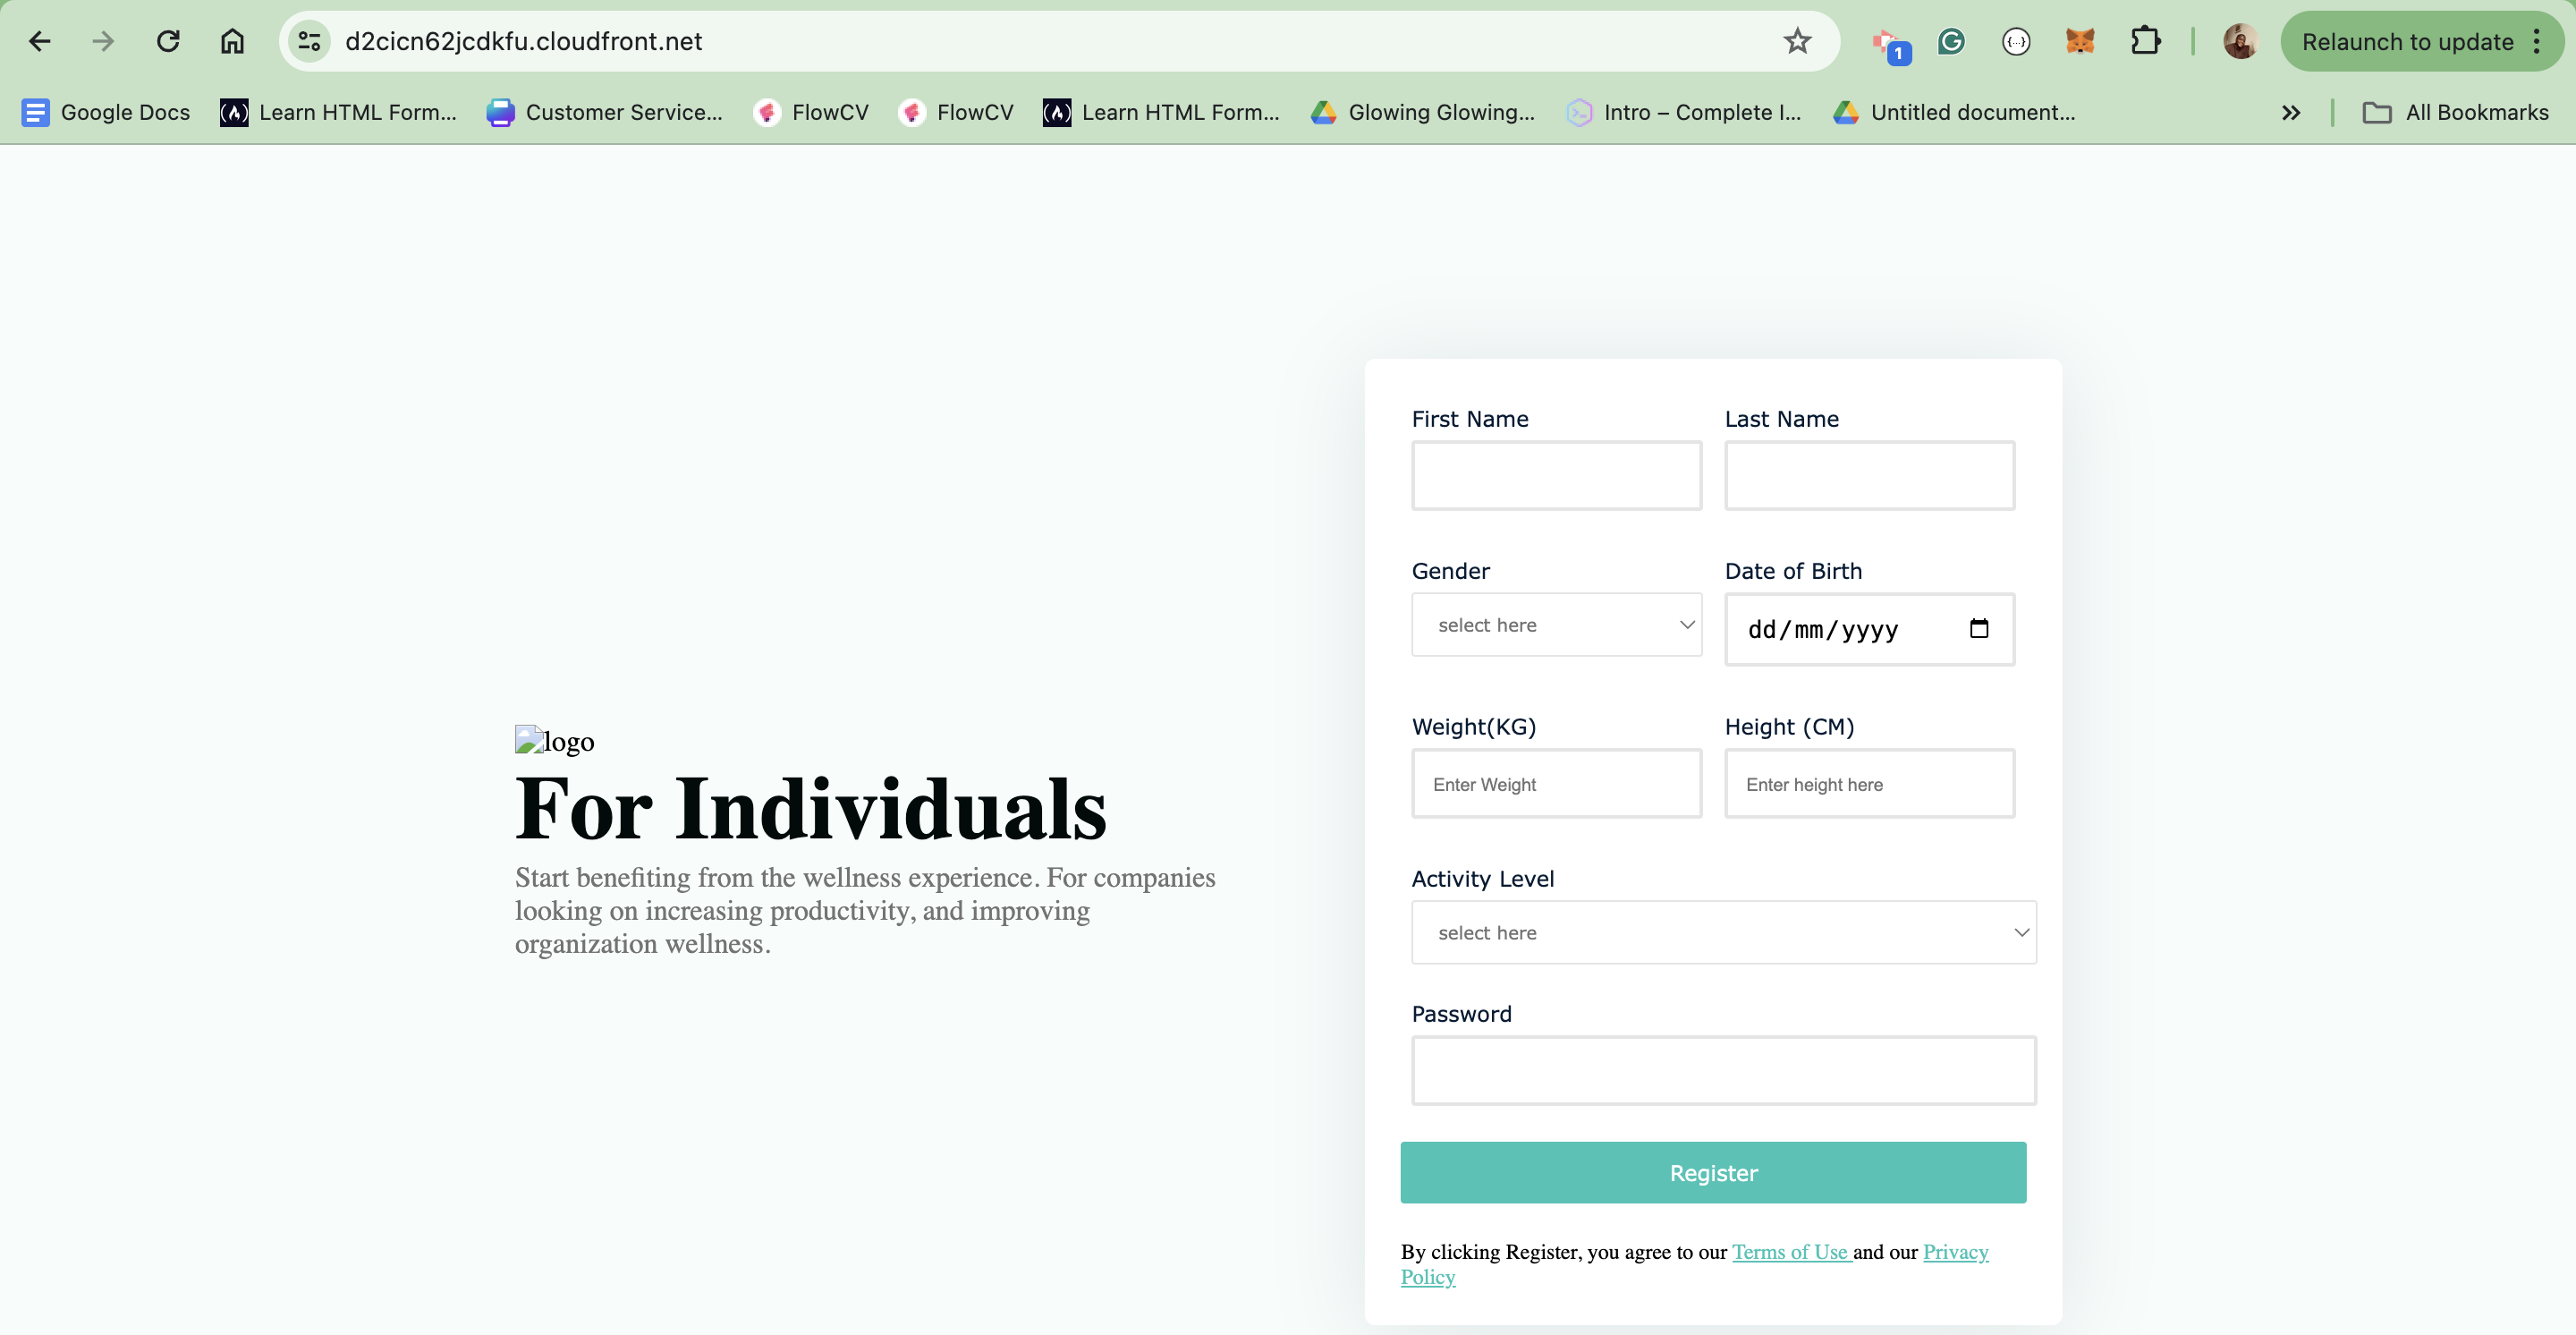 d2cicn62jcdkfu.cloudfront.net
1
Relaunch to update
Google Docs
Learn HTML Form...
Customer Service...
FlowCV
FlowCV
Learn HTML Form...
Glowing Glowing...
Intro – Complete I...
Untitled document...
All Bookmarks
First Name
Last Name
Gender
Date of Birth
select here
dd/mm/yyyy
Weight(KG)
Height (CM)
Enter Weight
Enter height here
logo
For Individuals
Start benefiting from the wellness experience. For companies
looking on increasing productivity, and improving
organization wellness.
Activity Level
select here
Password
Register
By clicking Register, you agree to our Terms of Use and our Privacy
Policy